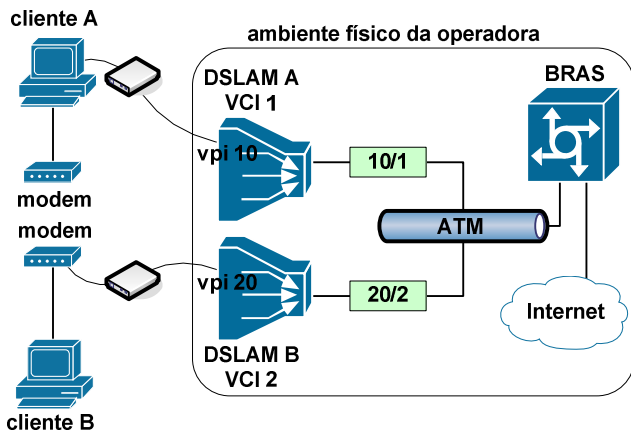 cliente A
ambiente físico da operadora
DSLAM A
VCI 1
BRAS
vpi 10
10/1
modem
modem
ATM
vpi 20
20/2
Internet
DSLAM B
VCI 2
cliente B